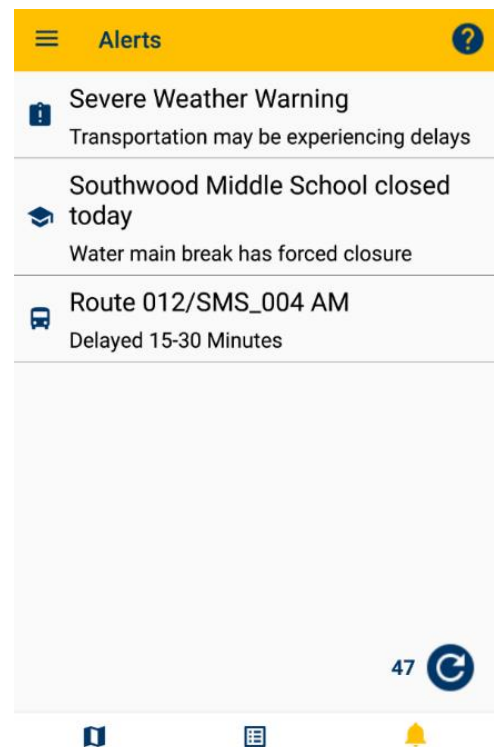 Alerts
?
Severe Weather Warning
Transportation may be experiencing delays
Southwood Middle School closed
today
Water main break has forced closure
Route 012/SMS_004 AM
Delayed 15-30 Minutes
47